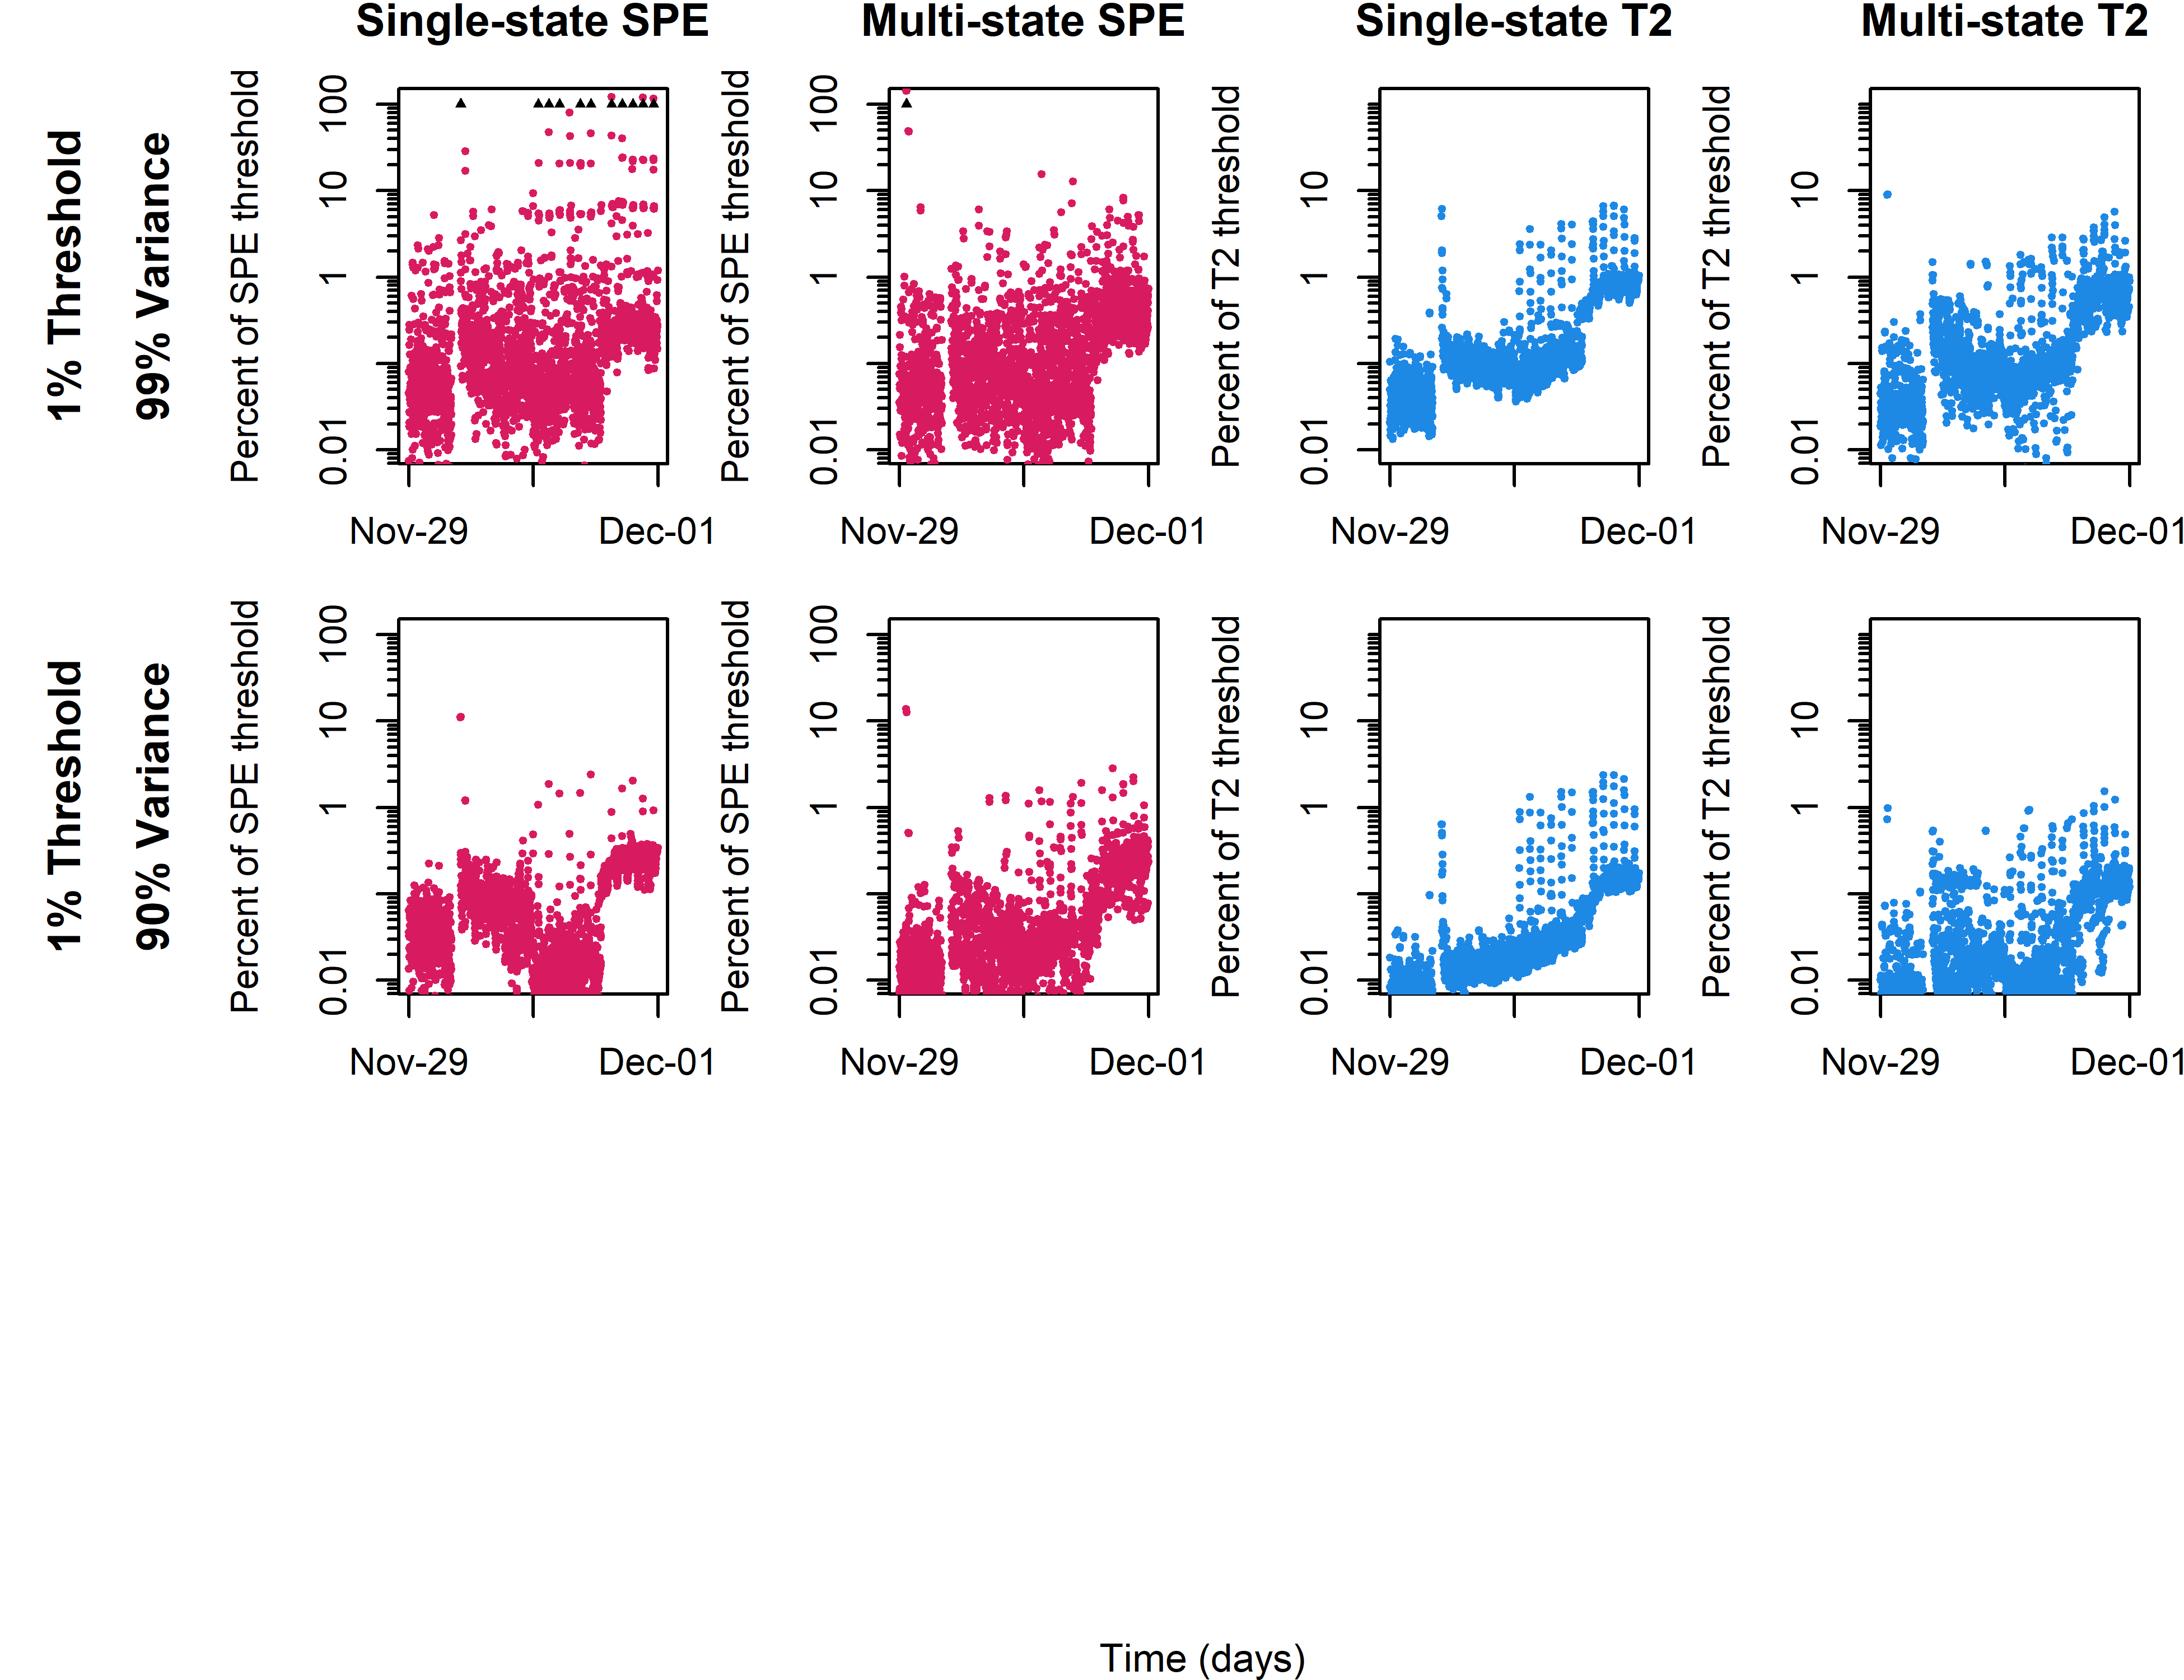 Single-state SPE
Multi-state SPE
Single-state T2
Multi-state T2
1% Threshold
99% Variance
Percent of SPE threshold
0.01
1
10
100
Nov-29
Dec-01
Percent of SPE threshold
0.01
1
10
100
Nov-29
Dec-01
Percent of T2 threshold
0.01
1
10
Nov-29
Dec-01
Percent of T2 threshold
0.01
1
10
Nov-29
Dec-01
1% Threshold
90% Variance
Percent of SPE threshold
0.01
1
10
100
Nov-29
Dec-01
Percent of SPE threshold
0.01
1
10
100
Nov-29
Dec-01
Percent of T2 threshold
0.01
1
10
Nov-29
Dec-01
Percent of T2 threshold
0.01
1
10
Nov-29
Dec-01
Time (days)